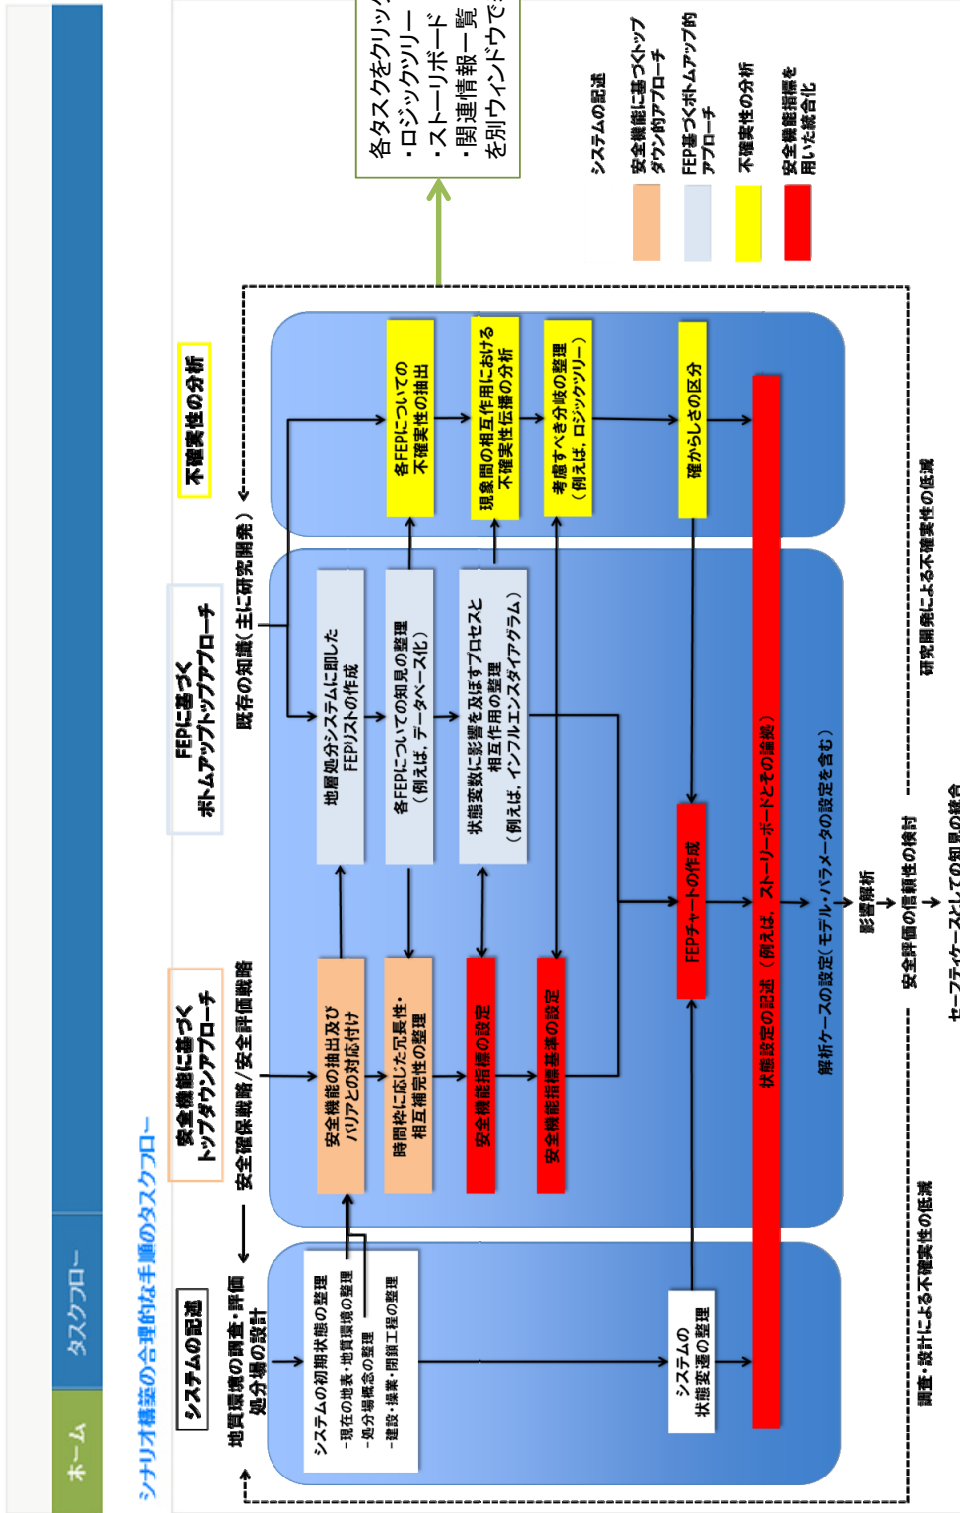 ホーム
タスクフロー
シナリオ構築の合理的な手順のタスクフロー
システムの記述
安全機能に基づく
トップダウンアプローチ
FEPに基づく
ボトムアップトップアプローチ
不確実性の分析
地質環境の調査・評価
処分場の設計
安全確保戦略/安全評価戦略
既存の知識(主に研究開発)
システムの初期状態の整理
-現在の地表・地質環境の整理
-処分場概念の整理
-建設・操業・閉鎖工程の整理
安全機能の抽出及び
バリアとの対応付け
時間枠に応じた冗長性・
相互補完性の整理
安全機能指標の設定
安全機能指標基準の設定
地層処分システムに即した
FEPリストの作成
各FEPについての知見の整理
(例えば,データベース化)
状態変数に影響を及ぼすプロセスと
相互作用の整理
(例えば,インフルエンスダイアグラム)
各FEPについての
不確実性の抽出
現象間の相互作用における
不確実性伝播の分析
考慮すべき分岐の整理
(例えば,ロジックツリー)
システムの
状態変遷の整理
FEPチャートの作成
確からしさの区分
状態設定の記述(例えば,ストーリーボードとその論拠)
解析ケースの設定(モデル・パラメータの設定を含む)
影響解析
安全評価の信頼性の検討
調査・設計による不確実性の低減
研究開発による不確実性の低減
セーフティケースとしての知見の統合
各タスクをクリック
・ロジックツリー
・ストーリボード
・関連情報一覧
を別ウィンドウで
システムの記述
安全機能に基づくトップ
ダウン的アプローチ
FEP基づくボトムアップ的
アプローチ
不確実性の分析
安全機能指標を
用いた統合化